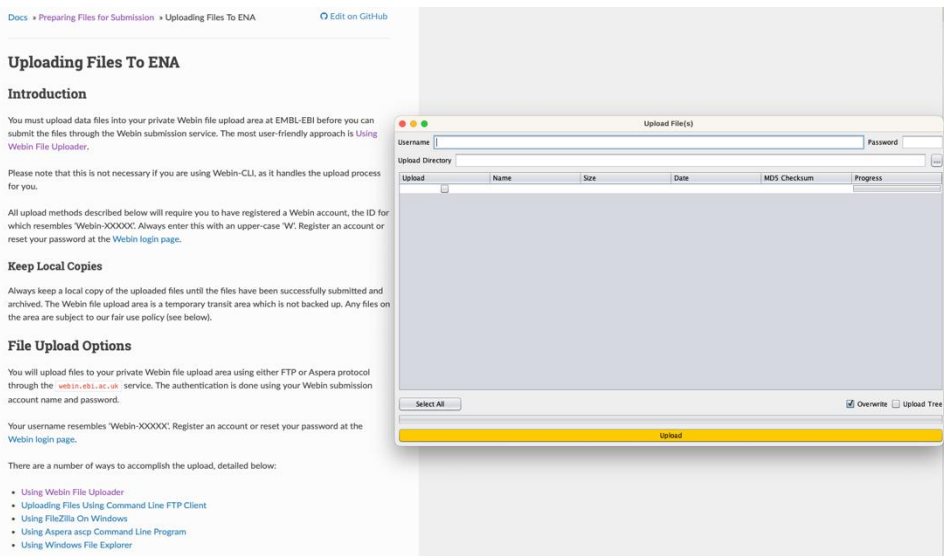 Docs » Preparing Files for Submission » Uploading Files To ENA
Edit on GitHub
Uploading Files To ENA
Introduction
You must upload data files into your private Webin file upload area at EMBL-EBI before you can
submit the files through the Webin submission service. The most user-friendly approach is Using
Webin File Uploader.
Please note that this is not necessary if you are using Webin-CLI, as it handles the upload process
for you.
All upload methods described below will require you to have registered a Webin account, the ID for
which resembles 'Webin-XXXXX'. Always enter this with an upper-case 'W'. Register an account or
reset your password at the Webin login page.
Keep Local Copies
Always keep a local copy of the uploaded files until the files have been successfully submitted and
archived. The Webin file upload area is a temporary transit area which is not backed up. Any files on
the area are subject to our fair use policy (see below).
File Upload Options
You will upload files to your private Webin file upload area using either FTP or Aspera protocol
through the webin.ebi.ac.uk service. The authentication is done using your Webin submission
account name and password.
Your username resembles 'Webin-XXXXX'. Register an account or reset your password at the
Webin login page.
There are a number of ways to accomplish the upload, detailed below:
• Using Webin File Uploader
• Uploading Files Using Command Line FTP Client
• Using FileZilla On Windows
• Using Aspera ascp Command Line Program
• Using Windows File Explorer
Upload File(s)
Username Password
Upload Directory ...
Upload Name Size Date MD5 Checksum Progress
Select All Overwrite Upload Tree
Upload